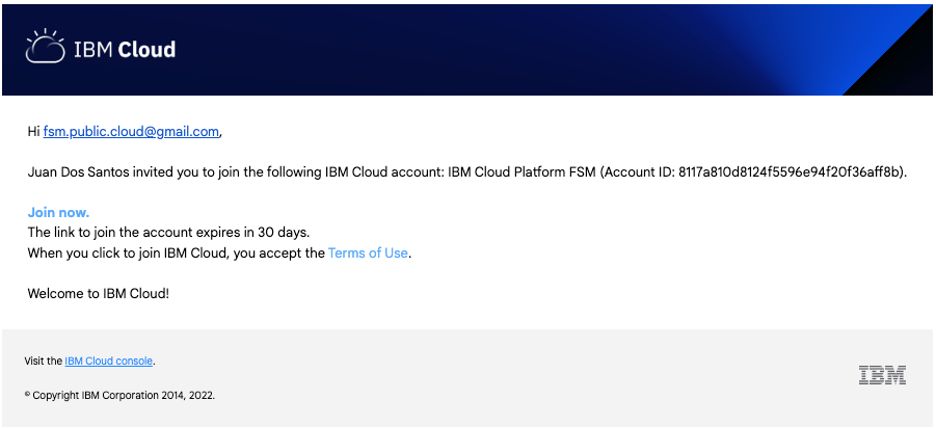 IBM Cloud
Hi fsm.public.cloud@gmail.com,
Juan Dos Santos invited you to join the following IBM Cloud account: IBM Cloud Platform FSM (Account ID: 8117a810d8124f5596e94f20f36aff8b).
Join now.
The link to join the account expires in 30 days.
When you click to join IBM Cloud, you accept the Terms of Use.
Welcome to IBM Cloud!
Visit the IBM Cloud console.
IBM
© Copyright IBM Corporation 2014, 2022.